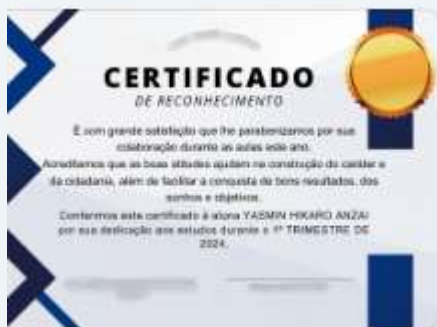 CERTIFICADO
DE RECONHECIMENTO
É com grande satisfação que lhe parabenizamos por sua
colaboração durante as aulas este ano.
Acreditamos que as boas atitudes ajudam na construção do caráter e
da cidadania, além de facilitar a conquista de bons resultados, dos
sonhos e objetivos.
Conferimos este certificado à aluna YASMIN HIKARO ANZAI
por sua dedicação aos estudos durante o 1º TRIMESTRE DE
2024.